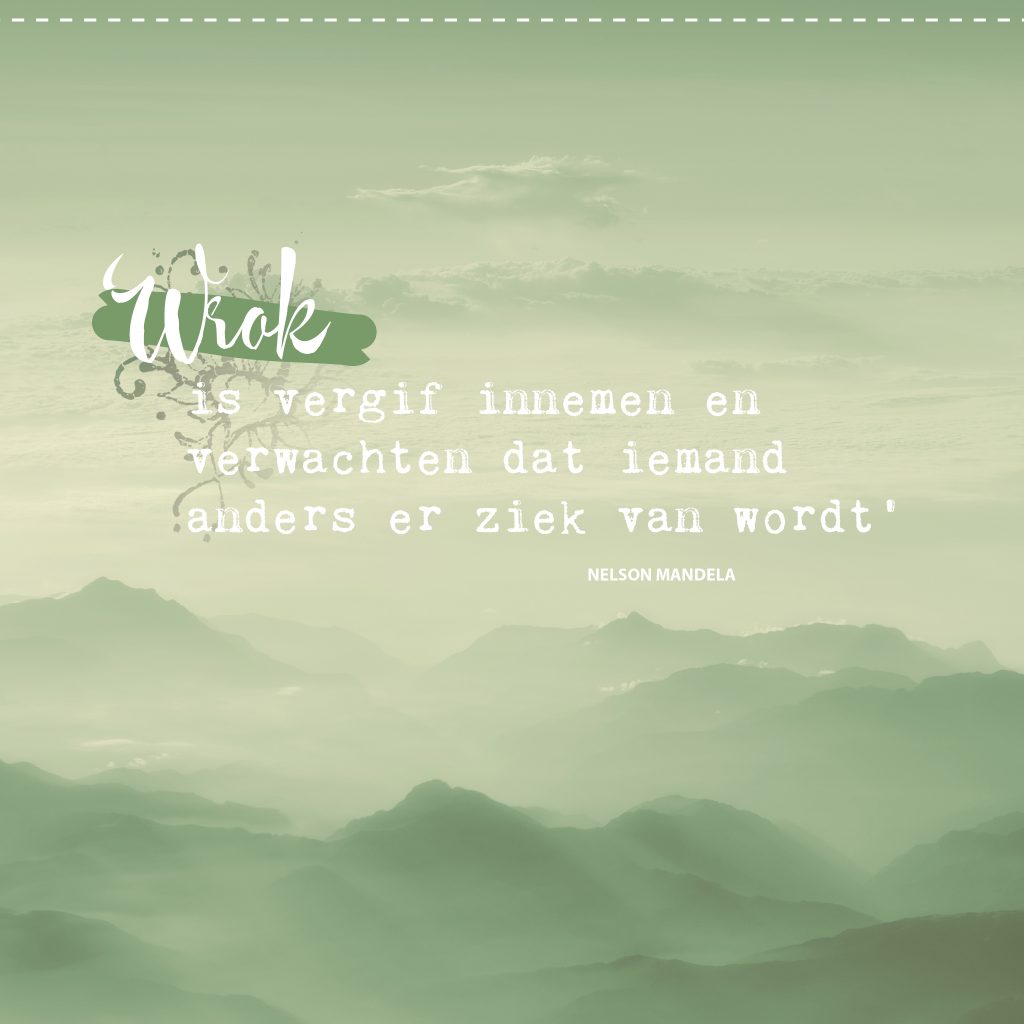 Wrok
is vergif innemen en
verwachten dat iemand
anders er ziek van wordt'
NELSON MANDELA